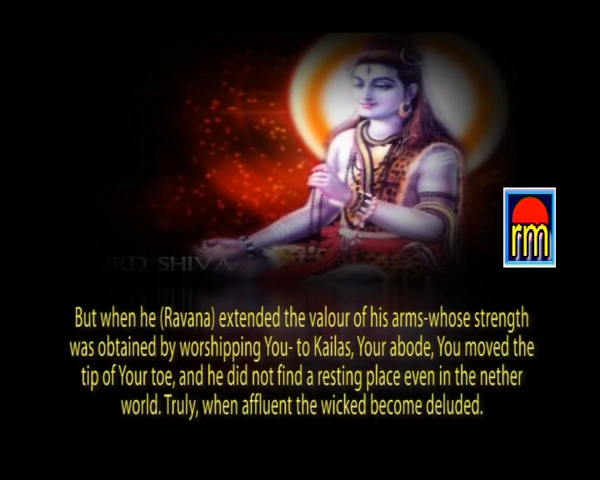 rm
LORD SHIVA
But when he (Ravana) extended the valour of his arms-whose strength
was obtained by worshipping You- to Kailas, Your abode, You moved the
tip of Your toe, and he did not find a resting place even in the nether
world. Truly, when affluent the wicked become deluded.